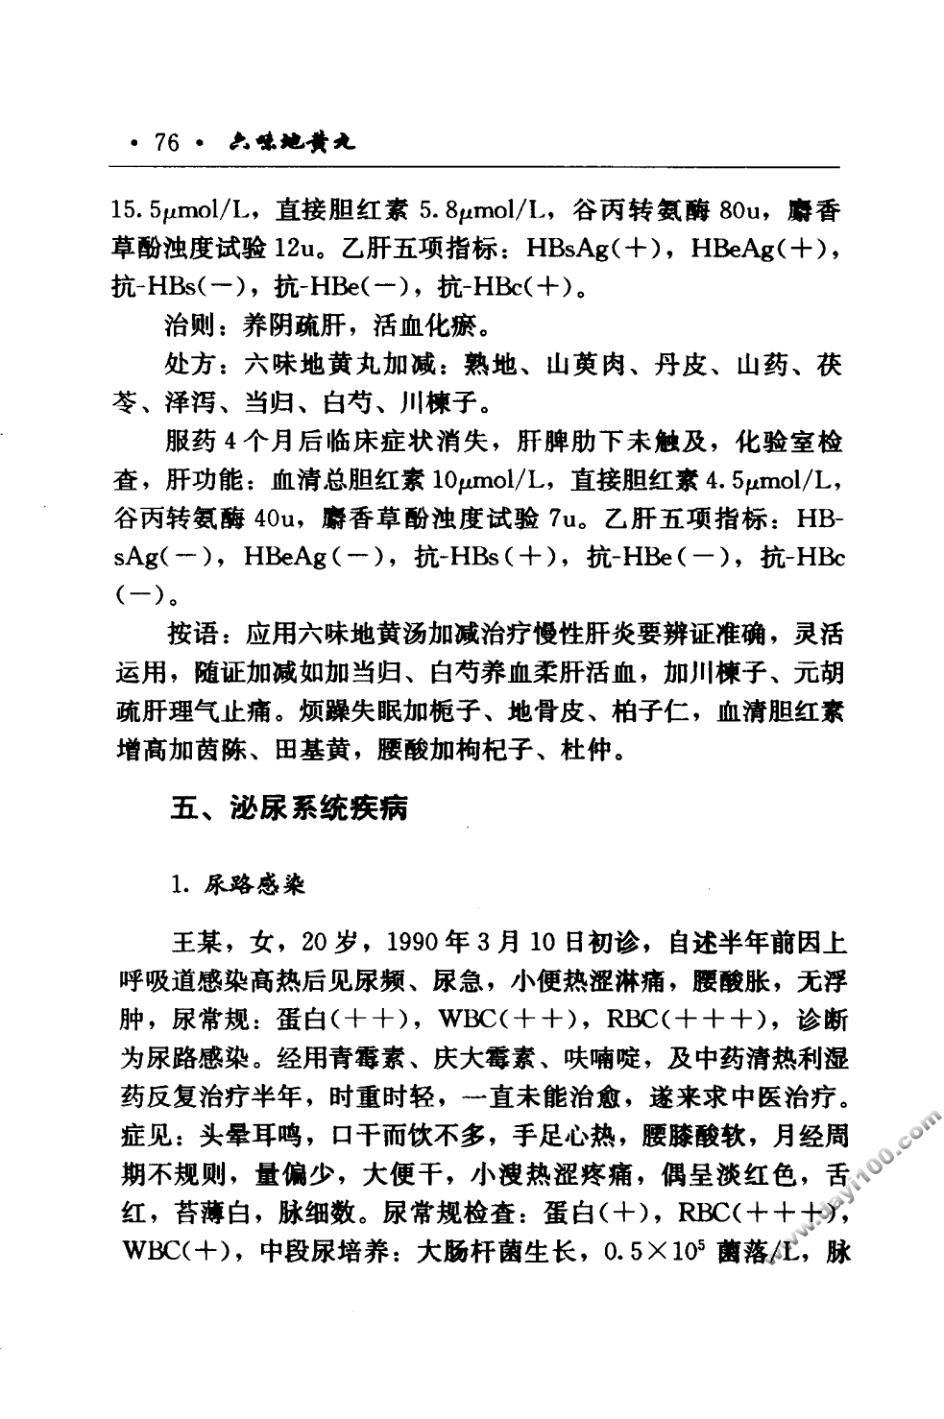 · 76 · 六味地黄丸
15.5μmol/L，直接胆红素 5.8μmol/L，谷丙转氨酶 80u，麝香
草酚浊度试验 12u。乙肝五项指标：HBsAg(＋)，HBeAg(＋)，
抗-HBs(－)，抗-HBe(－)，抗-HBc(＋)。
治则：养阴疏肝，活血化瘀。
处方：六味地黄丸加减：熟地、山萸肉、丹皮、山药、茯
苓、泽泻、当归、白芍、川楝子。
服药 4 个月后临床症状消失，肝脾肋下未触及，化验室检
查，肝功能：血清总胆红素 10μmol/L，直接胆红素 4.5μmol/L，
谷丙转氨酶 40u，麝香草酚浊度试验 7u。乙肝五项指标：HB-
sAg(－)，HBeAg(－)，抗-HBs(＋)，抗-HBe(－)，抗-HBc
(－)。
按语：应用六味地黄汤加减治疗慢性肝炎要辨证准确，灵活
运用，随证加减如加当归、白芍养血柔肝活血，加川楝子、元胡
疏肝理气止痛。烦躁失眠加栀子、地骨皮、柏子仁，血清胆红素
增高加茵陈、田基黄，腰酸加枸杞子、杜仲。
五、泌尿系统疾病
1. 尿路感染
王某，女，20 岁，1990 年 3 月 10 日初诊，自述半年前因上
呼吸道感染高热后见尿频、尿急，小便热涩淋痛，腰酸胀，无浮
肿，尿常规：蛋白(＋＋)，WBC(＋＋)，RBC(＋＋＋)，诊断
为尿路感染。经用青霉素、庆大霉素、呋喃啶，及中药清热利湿
药反复治疗半年，时重时轻，一直未能治愈，遂来求中医治疗。
症见：头晕耳鸣，口干而饮不多，手足心热，腰膝酸软，月经周
期不规则，量偏少，大便干，小溲热涩疼痛，偶呈淡红色，舌
红，苔薄白，脉细数。尿常规检查：蛋白(＋)，RBC(＋＋＋)，
WBC(＋)，中段尿培养：大肠杆菌生长，0.5×10⁵ 菌落/L，脉
www.dayi100.com